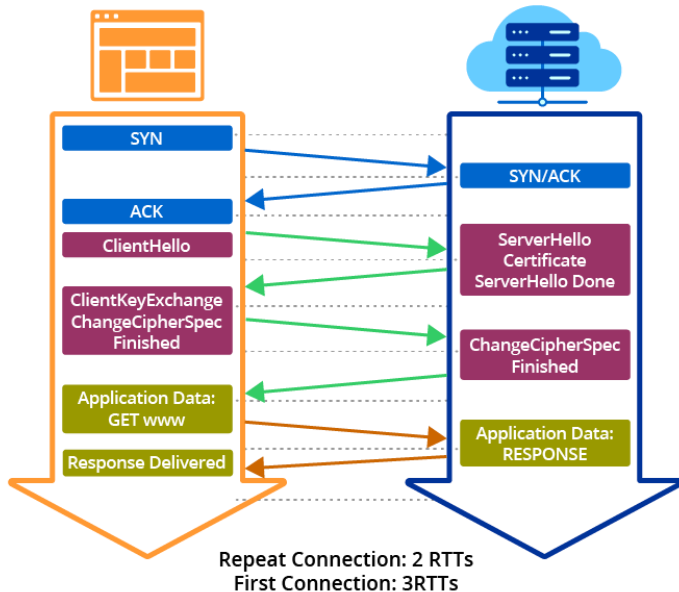 SYN
SYN/ACK
ACK
ClientHello
ServerHello
Certificate
ServerHello Done
ClientKeyExchange
ChangeCipherSpec
Finished
ChangeCipherSpec
Finished
Application Data:
GET www
Application Data:
RESPONSE
Response Delivered
Repeat Connection: 2 RTTs
First Connection: 3RTTs